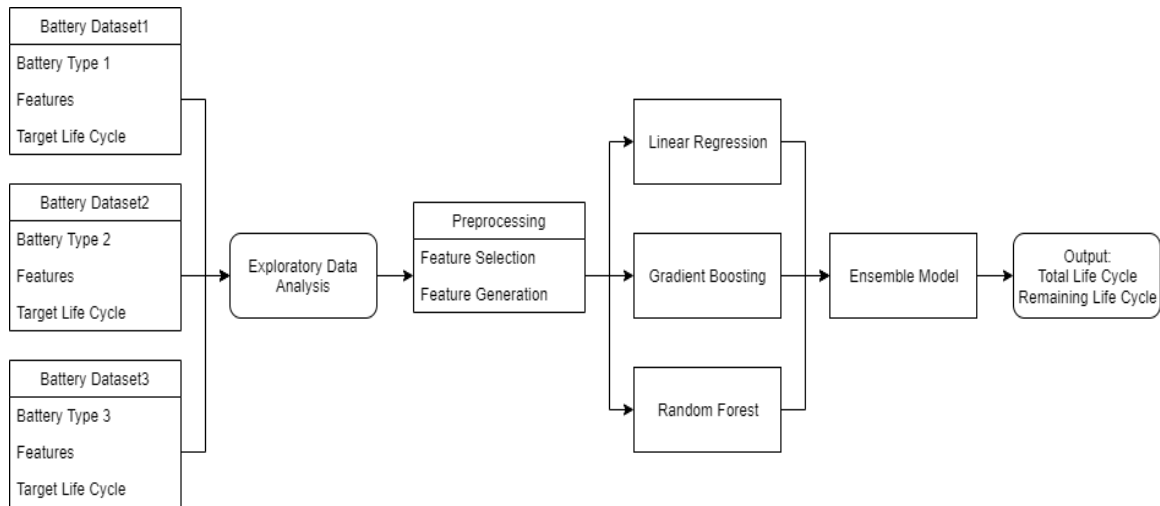 Battery Dataset1
Battery Type 1
Features
Target Life Cycle
Battery Dataset2
Battery Type 2
Features
Target Life Cycle
Battery Dataset3
Battery Type 3
Features
Target Life Cycle
Exploratory Data
Analysis
Preprocessing
Feature Selection
Feature Generation
Linear Regression
Gradient Boosting
Random Forest
Ensemble Model
Output:
Total Life Cycle
Remaining Life Cycle